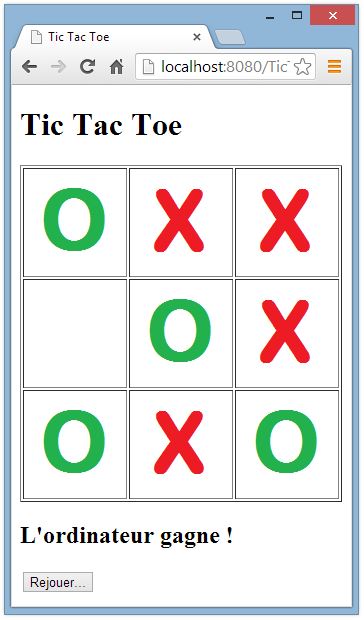 Tic Tac Toe
localhost:8080/Tic
Tic Tac Toe
O X X
O X
O X O
L'ordinateur gagne !
Rejouer...